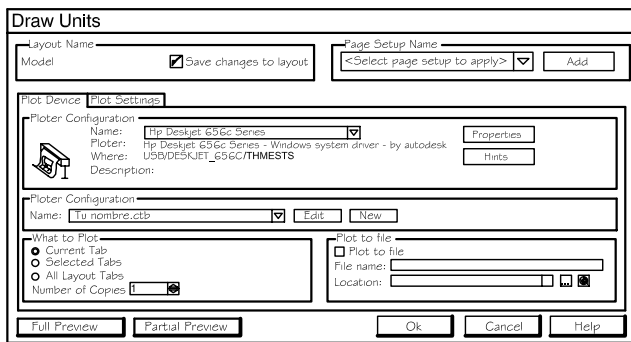 Draw Units
Layout Name
Page Setup Name
Model
Save changes to layout
<Select page setup to apply>
Add
Plot Device
Plot Settings
Ploter Configuration
Name:
Hp Deskjet 656c Series
Properties
Ploter:
Hp Deskjet 656c Series - Windows system driver - by autodesk
Where:
USB/DESKJET_656C/THMESTS
Hints
Description:
Ploter Configuration
Name:
Tu nombre.ctb
Edit
New
What to Plot
Plot to file
Current Tab
Plot to file
Selected Tabs
File name:
All Layout Tabs
Location:
...
Number of Copies
1
Full Preview
Partial Preview
Ok
Cancel
Help